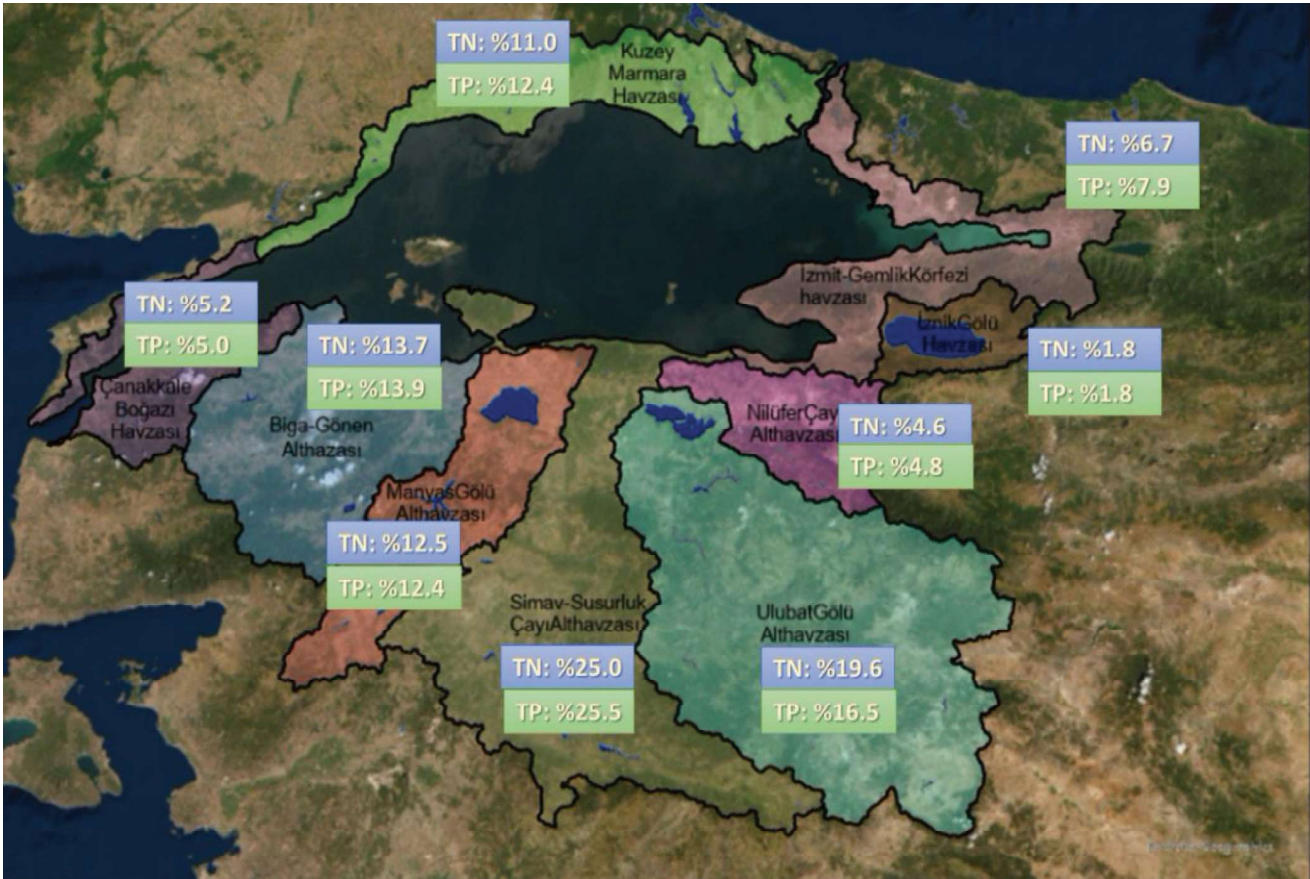 TN: %11.0
TP: %12.4
Kuzey
Marmara
Havzası
TN: %6.7
TP: %7.9
İzmit-GemlikKörfezi
havzası
İznikGölü
Havzası
TN: %1.8
TP: %1.8
TN: %5.2
TP: %5.0
Çanakkale
Boğazı
Havzası
TN: %13.7
TP: %13.9
Biga-Gönen
Althazası
NilüferÇay
Althavzası
TN: %4.6
TP: %4.8
ManyasGölü
Althavzası
TN: %12.5
TP: %12.4
Simav-Susurluk
ÇayıAlthavzası
TN: %25.0
TP: %25.5
UlubatGölü
Althavzası
TN: %19.6
TP: %16.5